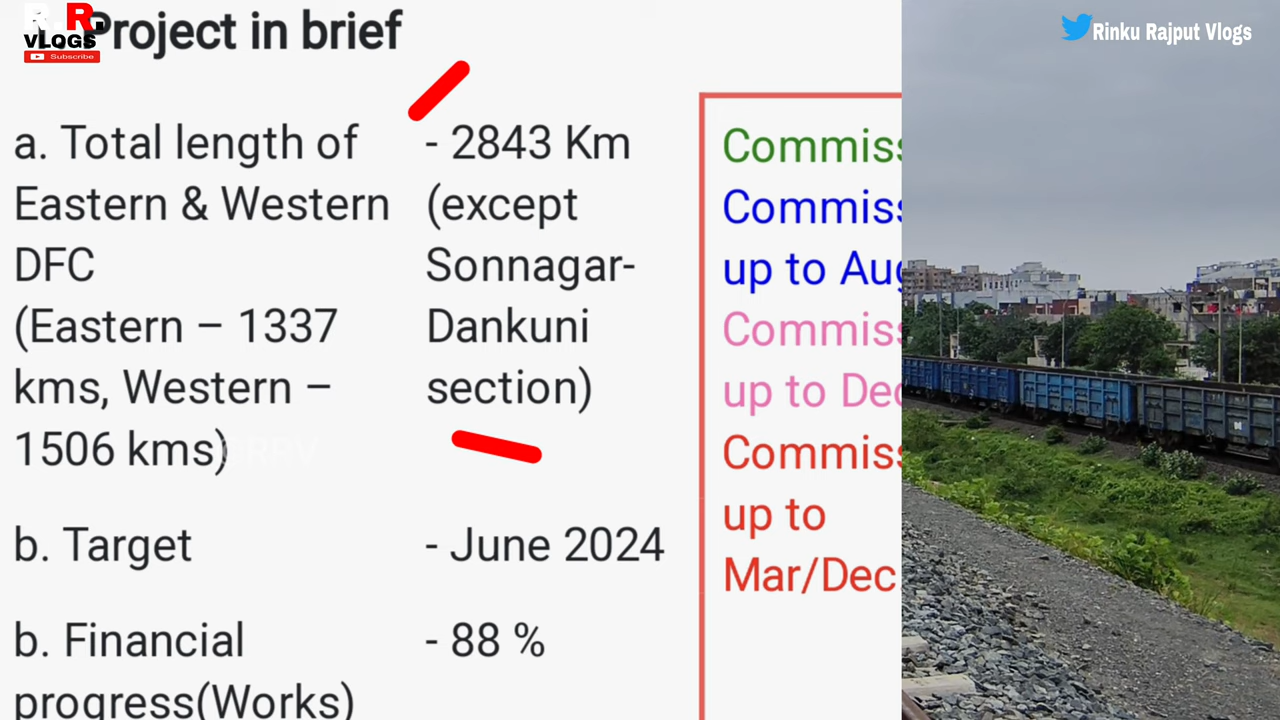 R. R.
VLOGS
Subscribe
Project in brief
Rinku Rajput Vlogs
a. Total length of
Eastern & Western
DFC
(Eastern – 1337
kms, Western –
1506 kms)
- 2843 Km
(except
Sonnagar-
Dankuni
section)
b. Target
- June 2024
b. Financial
progress(Works)
- 88 %
Commiss
Commiss
up to Aug
Commiss
up to Dec
Commiss
up to
Mar/Dec